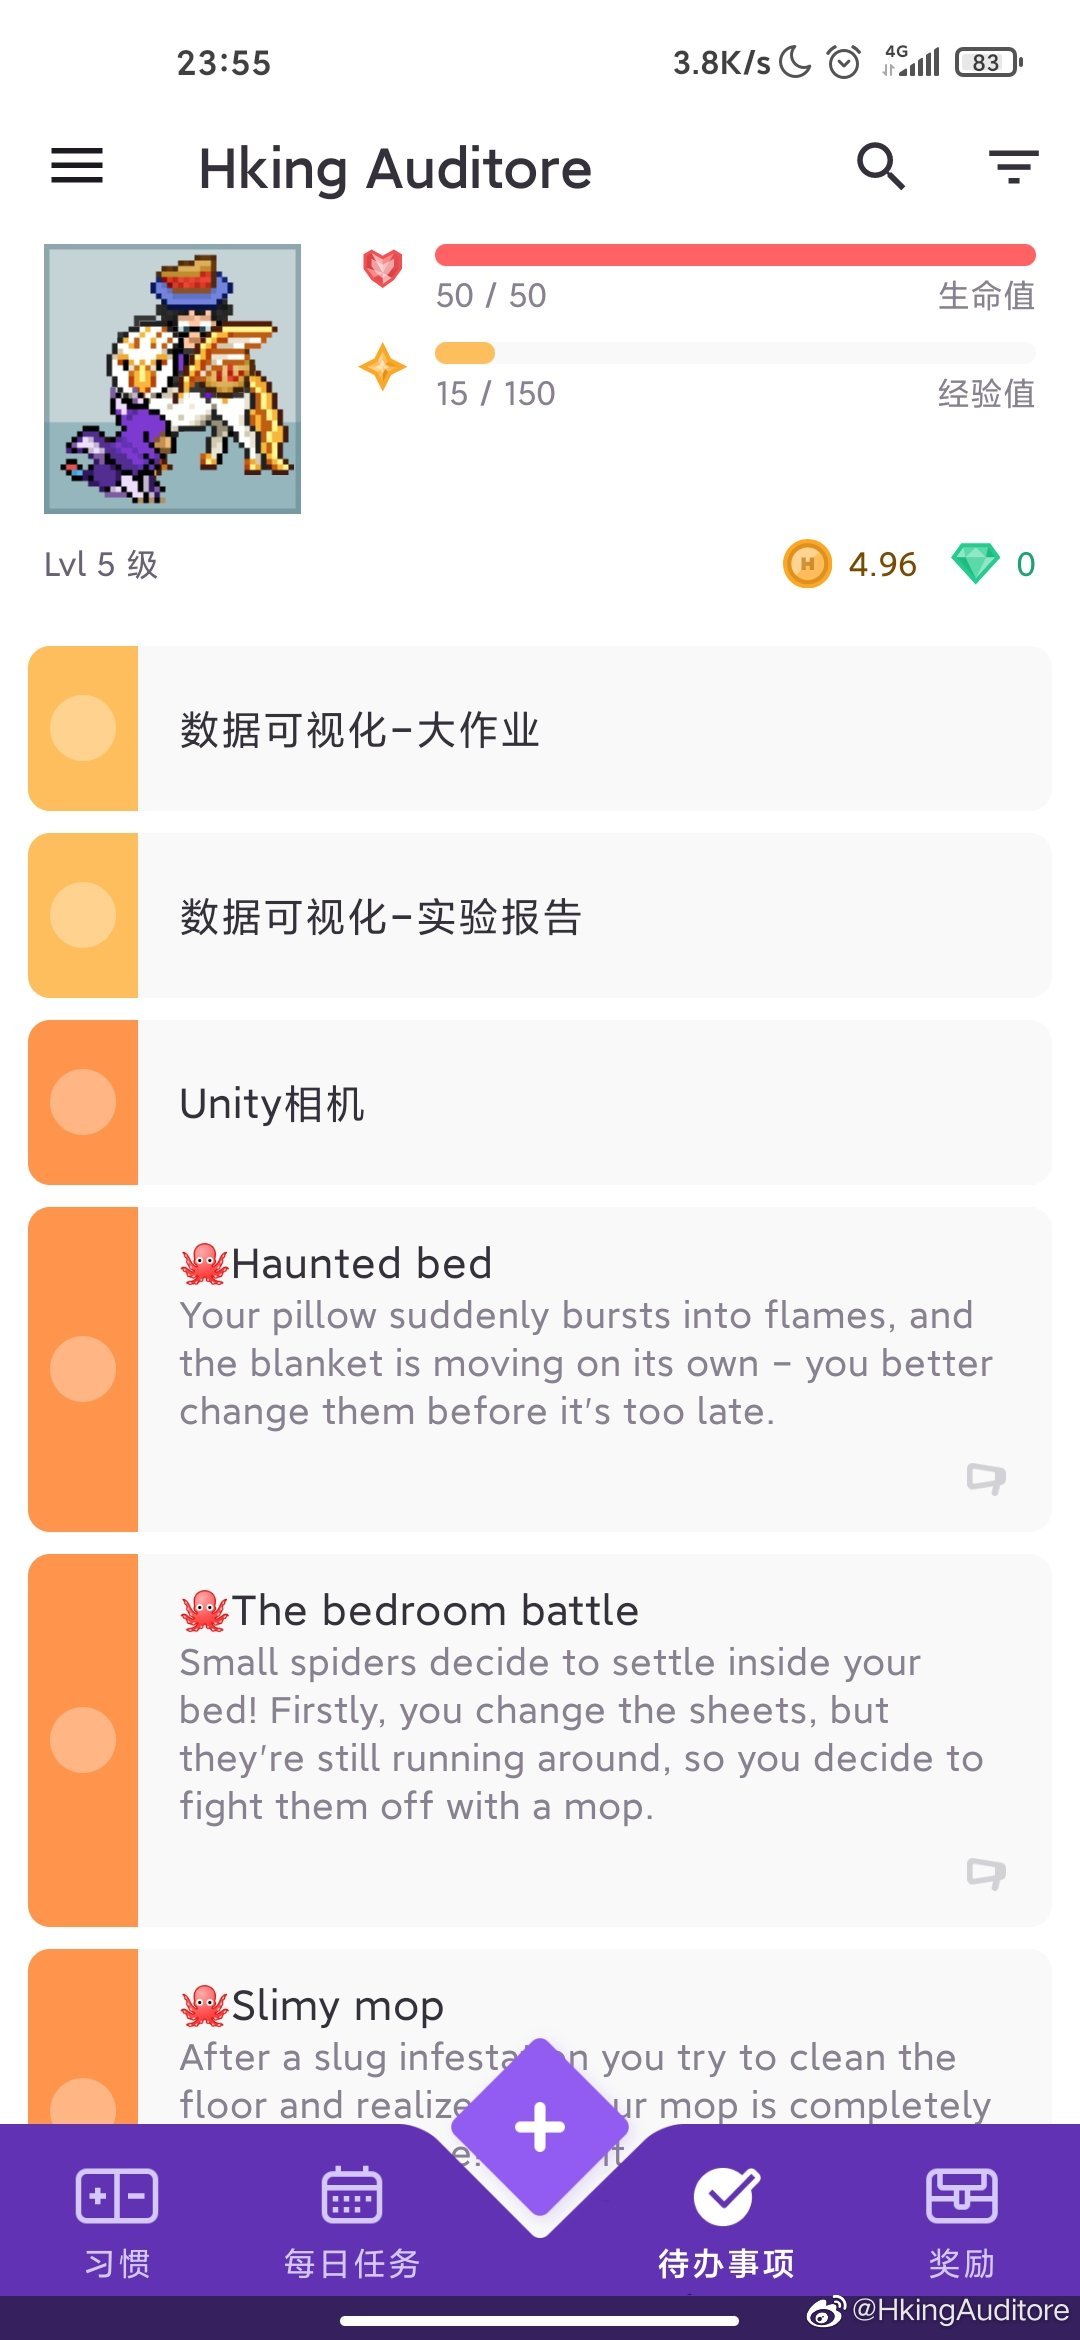 23:55
3.8K/s
4G
83
Hking Auditore
50 / 50
生命值
15 / 150
经验值
Lvl 5 级
H
4.96
0
数据可视化-大作业
数据可视化-实验报告
Unity相机
🐙Haunted bed
Your pillow suddenly bursts into flames, and
the blanket is moving on its own - you better
change them before it's too late.
🐙The bedroom battle
Small spiders decide to settle inside your
bed! Firstly, you change the sheets, but
they're still running around, so you decide to
fight them off with a mop.
🐙Slimy mop
After a slug you try to clean the
floor and mop is completely
习惯
每日任务
待办事项
奖励
@HkingAuditore